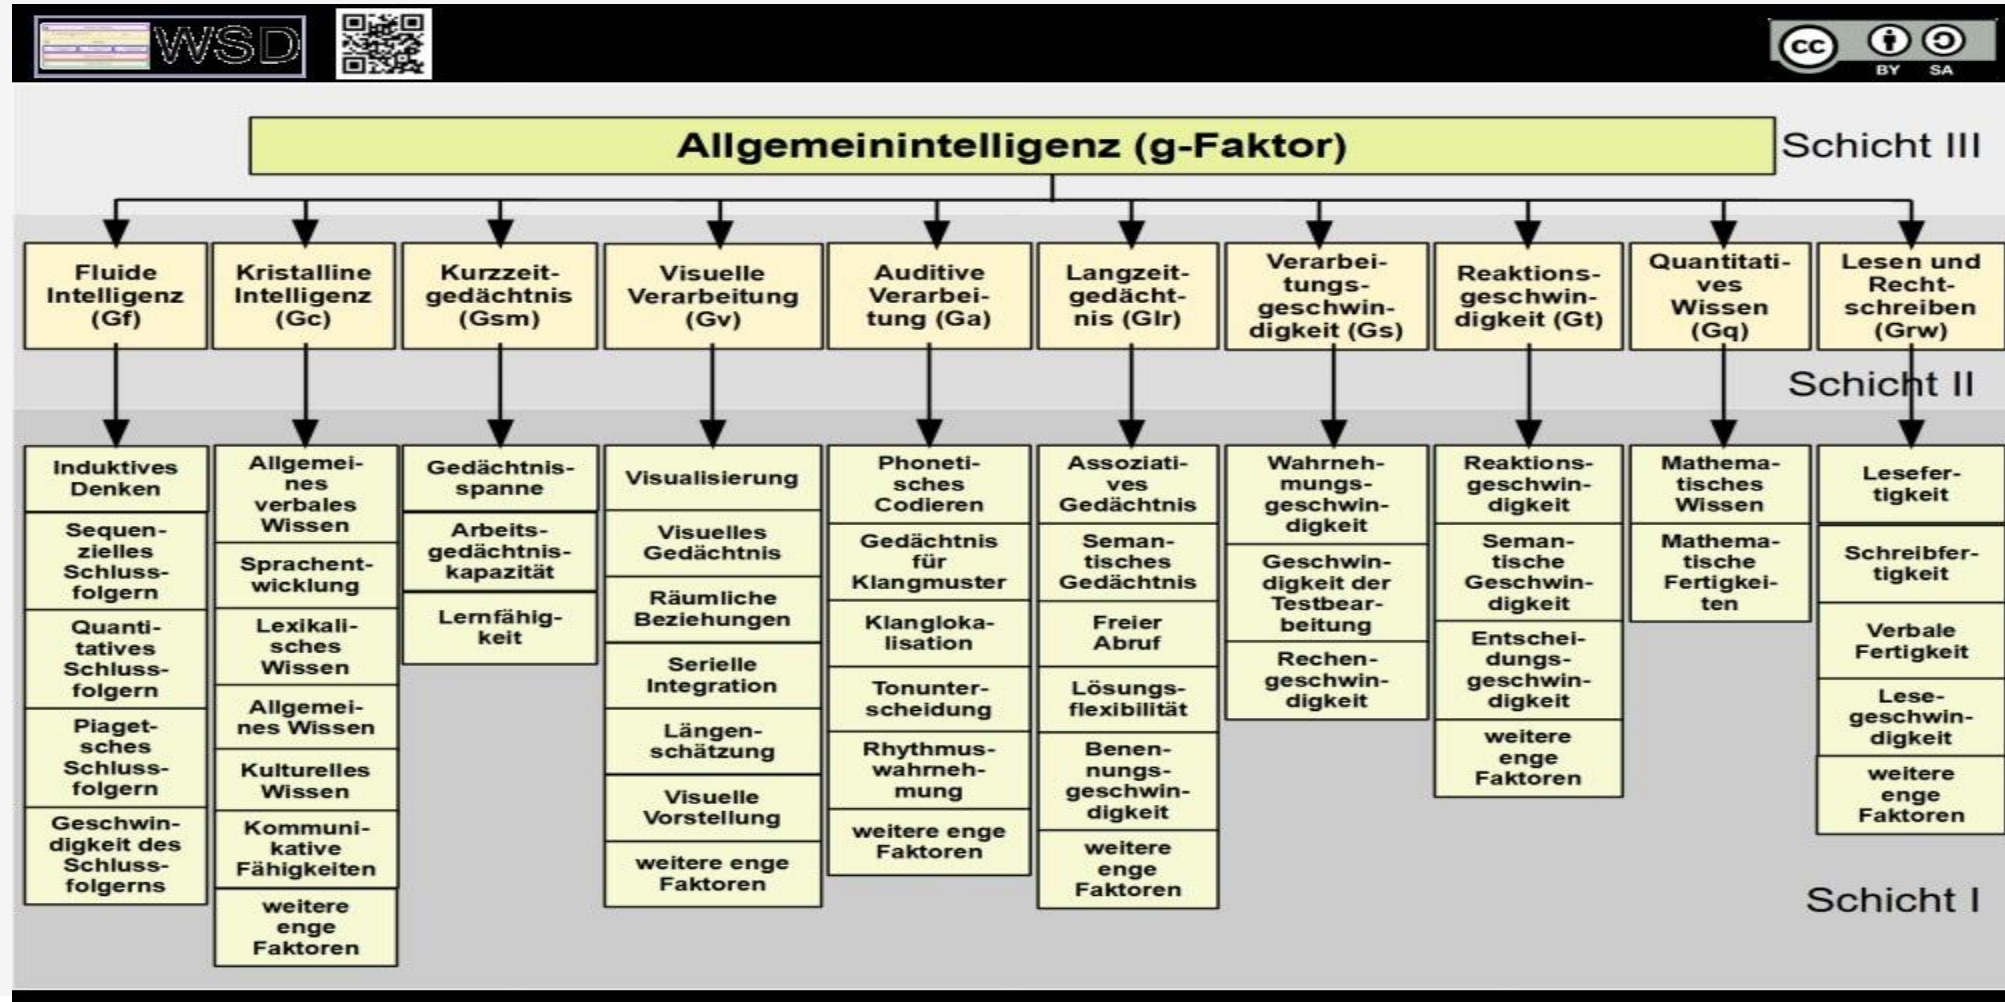 WSD
CC
BY SA
Allgemeinintelligenz (g-Faktor)
Schicht III
Fluide
Intelligenz
(Gf)
Kristalline
Intelligenz
(Gc)
Kurzzeit-
gedächtnis
(Gsm)
Visuelle
Verarbeitung
(Gv)
Auditive
Verarbei-
tung (Ga)
Langzeit-
gedächt-
nis (Glr)
Verarbei-
tungs-
geschwin-
digkeit (Gs)
Reaktions-
geschwin-
digkeit (Gt)
Quantitati-
ves
Wissen
(Gq)
Lesen und
Recht-
schreiben
(Grw)
Schicht II
Induktives
Denken
Sequen-
zielles
Schluss-
folgern
Quanti-
tatives
Schluss-
folgern
Piaget-
sches
Schluss-
folgern
Geschwin-
digkeit des
Schluss-
folgerns
Allgemei-
nes
verbales
Wissen
Sprachent-
wicklung
Lexikali-
sches
Wissen
Allgemei-
nes Wissen
Kulturelles
Wissen
Kommuni-
kative
Fähigkeiten
weitere
enge
Faktoren
Gedächtnis-
spanne
Arbeits-
gedächtnis-
kapazität
Lernfähig-
keit
Visualisierung
Visuelles
Gedächtnis
Räumliche
Beziehungen
Serielle
Integration
Längen-
schätzung
Visuelle
Vorstellung
weitere enge
Faktoren
Phoneti-
sches
Codieren
Gedächtnis
für
Klangmuster
Klangloka-
lisation
Tonunter-
scheidung
Rhythmus-
wahrneh-
mung
weitere enge
Faktoren
Assoziati-
ves
Gedächtnis
Seman-
tisches
Gedächtnis
Freier
Abruf
Lösungs-
flexibilität
Benen-
nungs-
geschwin-
digkeit
weitere
enge
Faktoren
Wahrneh-
mungs-
geschwin-
digkeit
Geschwin-
digkeit der
Testbear-
beitung
Rechen-
geschwin-
digkeit
Reaktions-
geschwin-
digkeit
Seman-
tische
Geschwin-
digkeit
Entschei-
dungs-
geschwin-
digkeit
weitere
enge
Faktoren
Mathema-
tisches
Wissen
Mathema-
tische
Fertigkei-
ten
Lesefer-
tigkeit
Schreibfer-
tigkeit
Verbale
Fertigkeit
Lese-
geschwin-
digkeit
weitere
enge
Faktoren
Schicht I